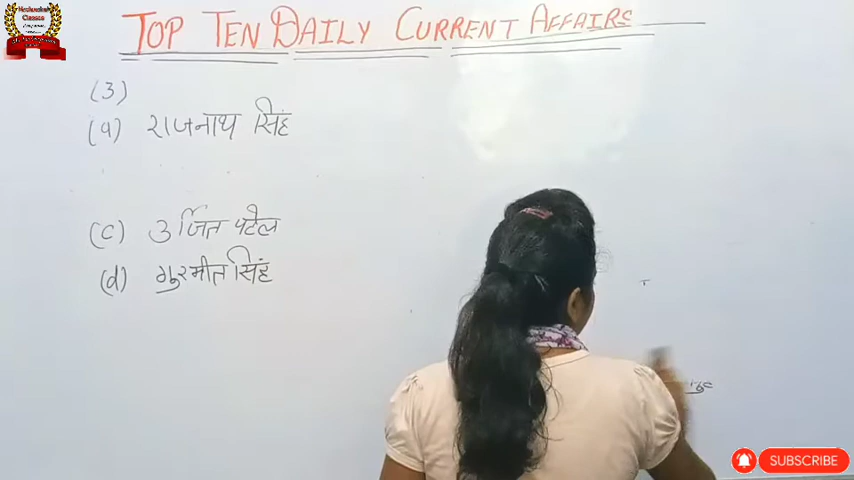 TOP TEN DAILY CURRENT AFFAIRS
(3)
(a) राजनाथ सिंह
(c) उर्जित पटेल
(d) गुरमीत सिंह
SUBSCRIBE